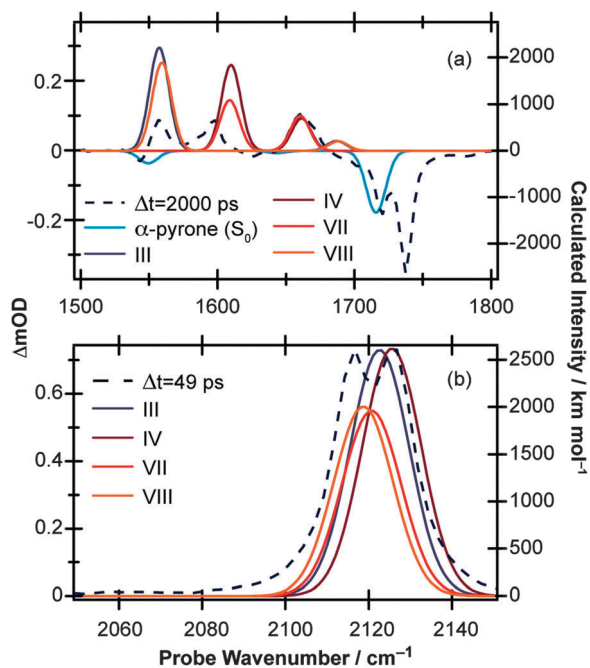 (a)
0.2
0
-0.2
2000
1000
0
-1000
-2000
Δt=2000 ps
α-pyrone (S₀)
III
IV
VII
VIII
1500
1600
1700
1800
ΔmOD
Calculated Intensity / km mol⁻¹
(b)
0.6
0.4
0.2
0
2500
2000
1500
1000
500
0
Δt=49 ps
III
IV
VII
VIII
2060
2080
2100
2120
2140
Probe Wavenumber / cm⁻¹